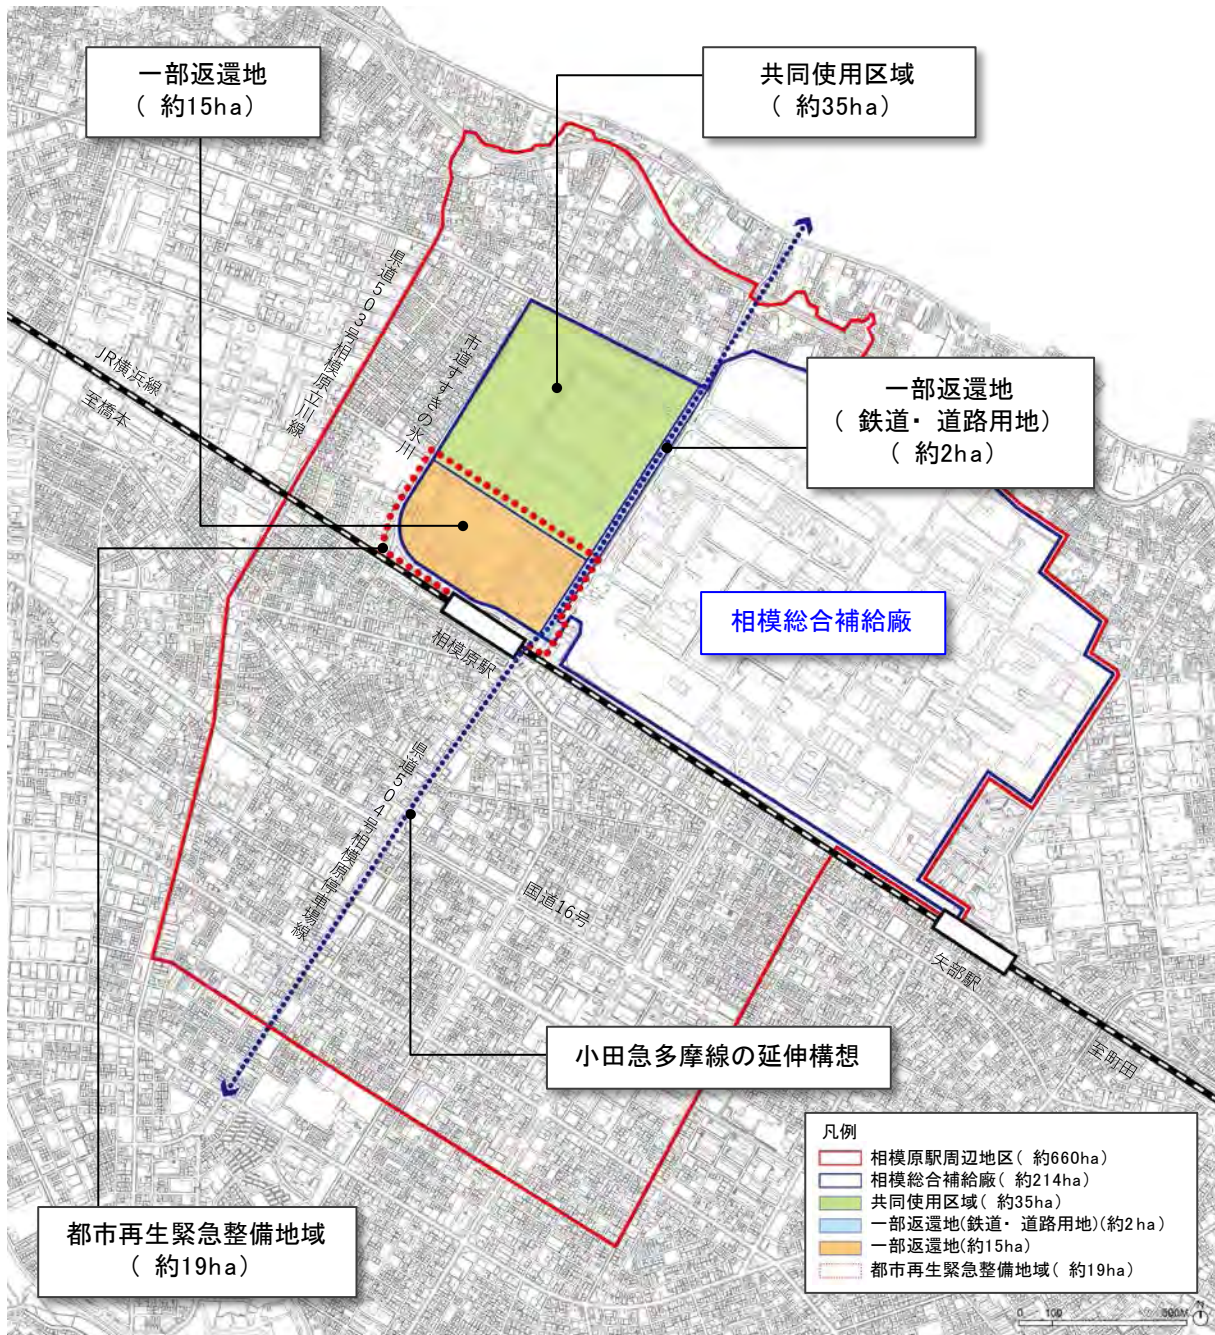 一部返還地
( 約15ha)
共同使用区域
( 約35ha)
県道503号相模原立川線
市道すすきの氷川
JR横浜線
至橋本
一部返還地
( 鉄道・道路用地)
( 約2ha)
相模総合補給廠
相模原駅
県道504号相模原停車場線
国道16号
矢部駅
至町田
小田急多摩線の延伸構想
都市再生緊急整備地域
( 約19ha)
凡例
相模原駅周辺地区( 約660ha)
相模総合補給廠( 約214ha)
共同使用区域( 約35ha)
一部返還地(鉄道・道路用地)(約2ha)
一部返還地(約15ha)
都市再生緊急整備地域( 約19ha)
0 100 500M
N